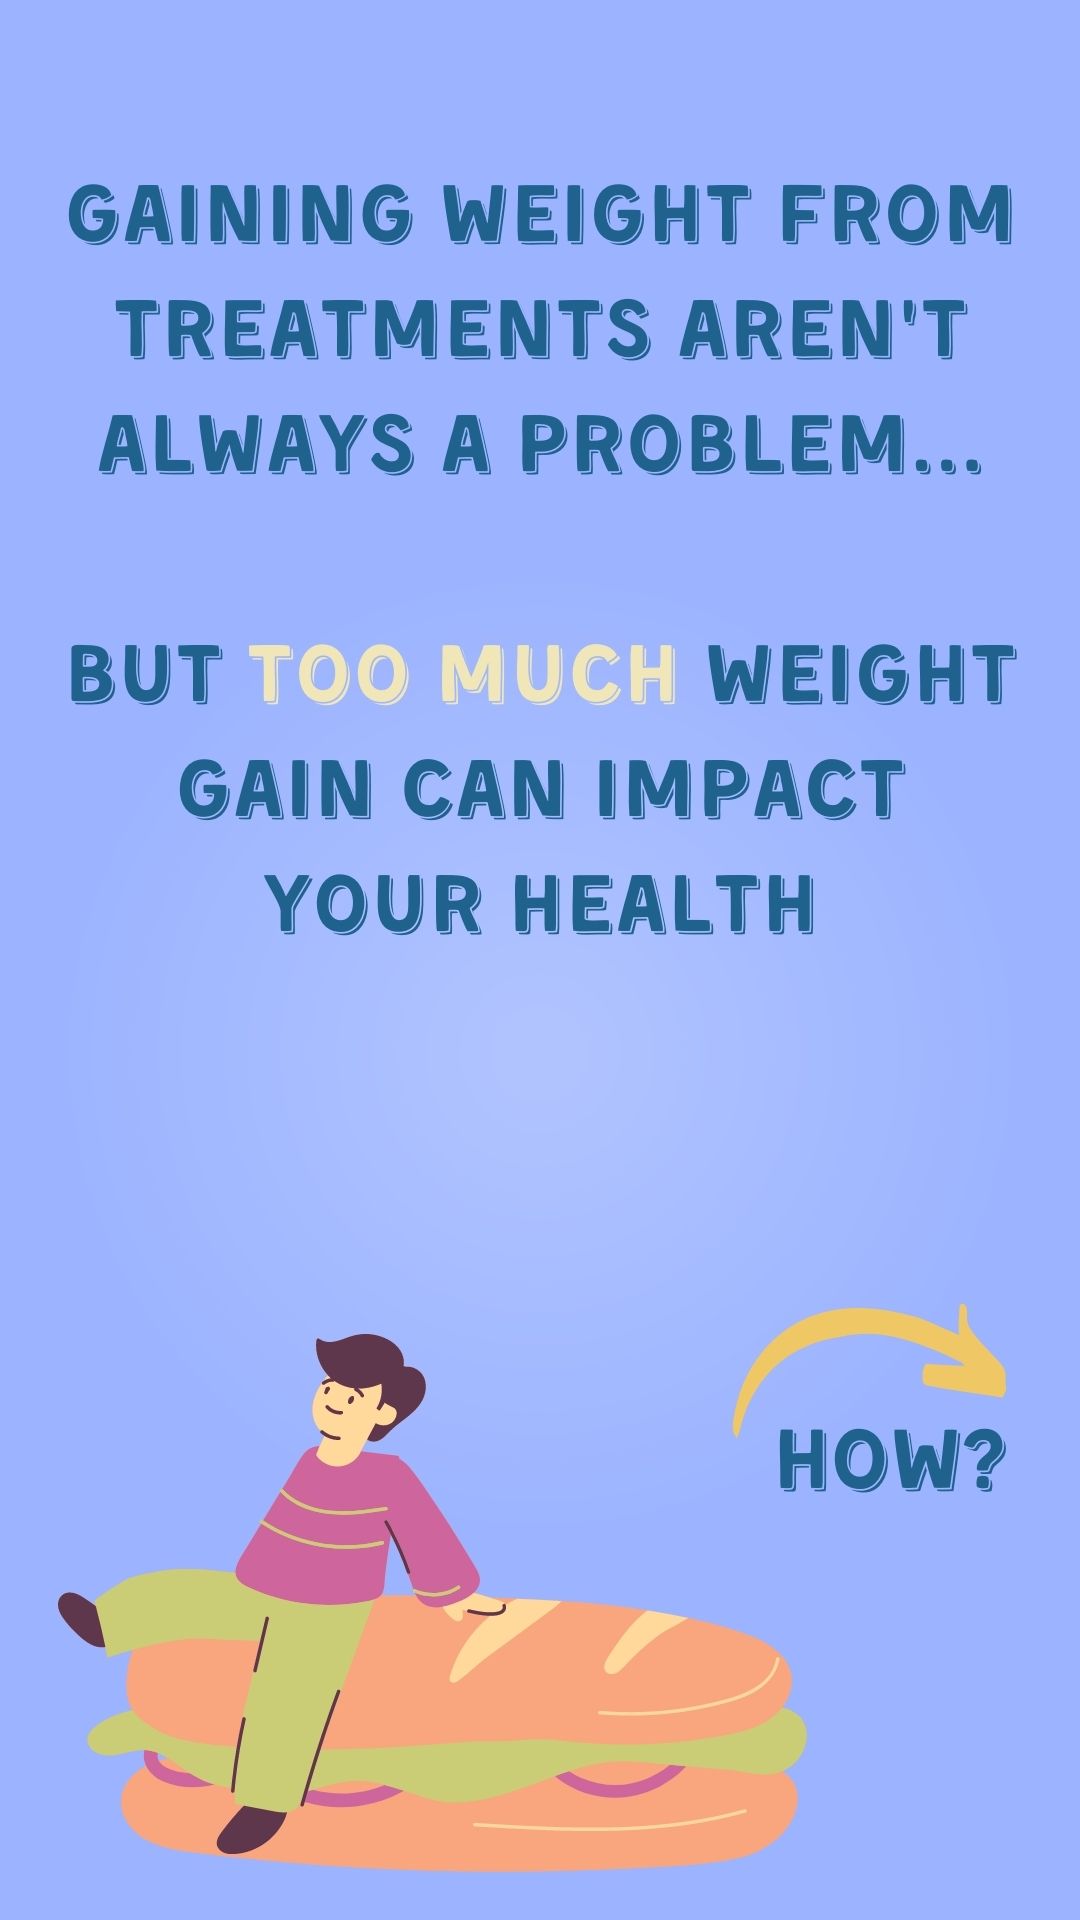 GAINING WEIGHT FROM
TREATMENTS AREN'T
ALWAYS A PROBLEM...
BUT TOO MUCH WEIGHT
GAIN CAN IMPACT
YOUR HEALTH
HOW?